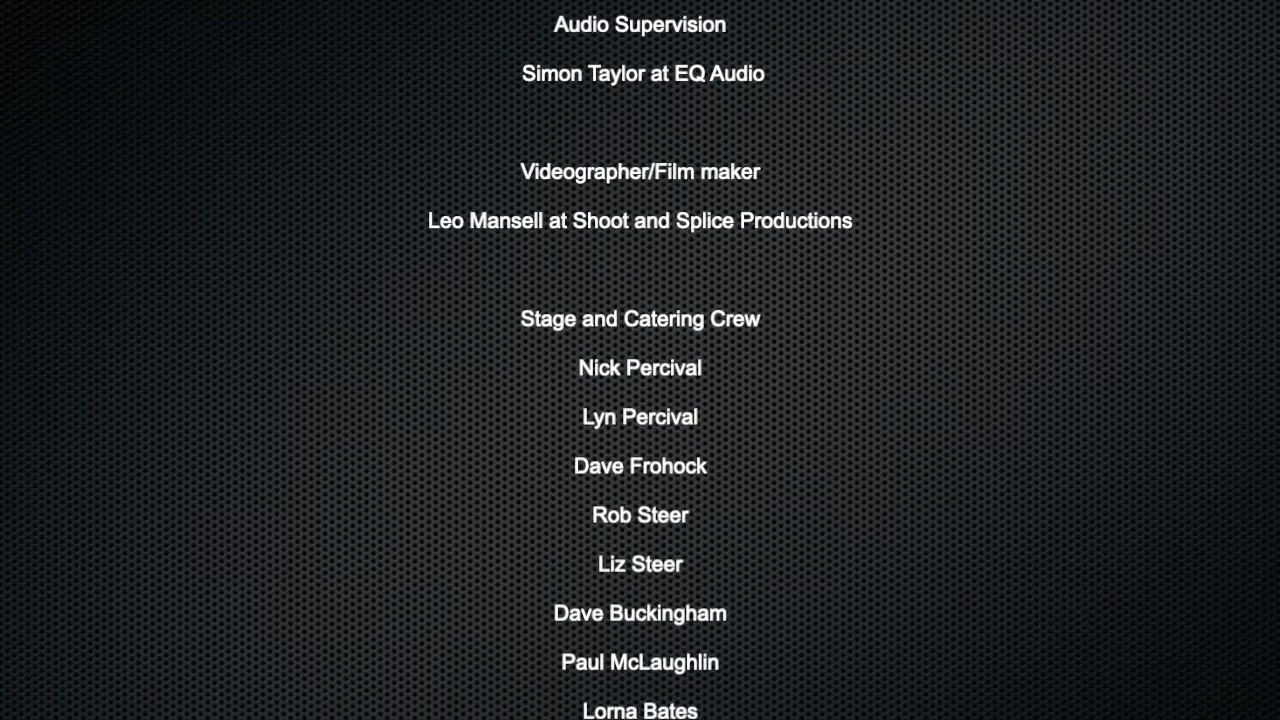 Audio Supervision
Simon Taylor at EQ Audio
Videographer/Film maker
Leo Mansell at Shoot and Splice Productions
Stage and Catering Crew
Nick Percival
Lyn Percival
Dave Frohock
Rob Steer
Liz Steer
Dave Buckingham
Paul McLaughlin
Lorna Bates